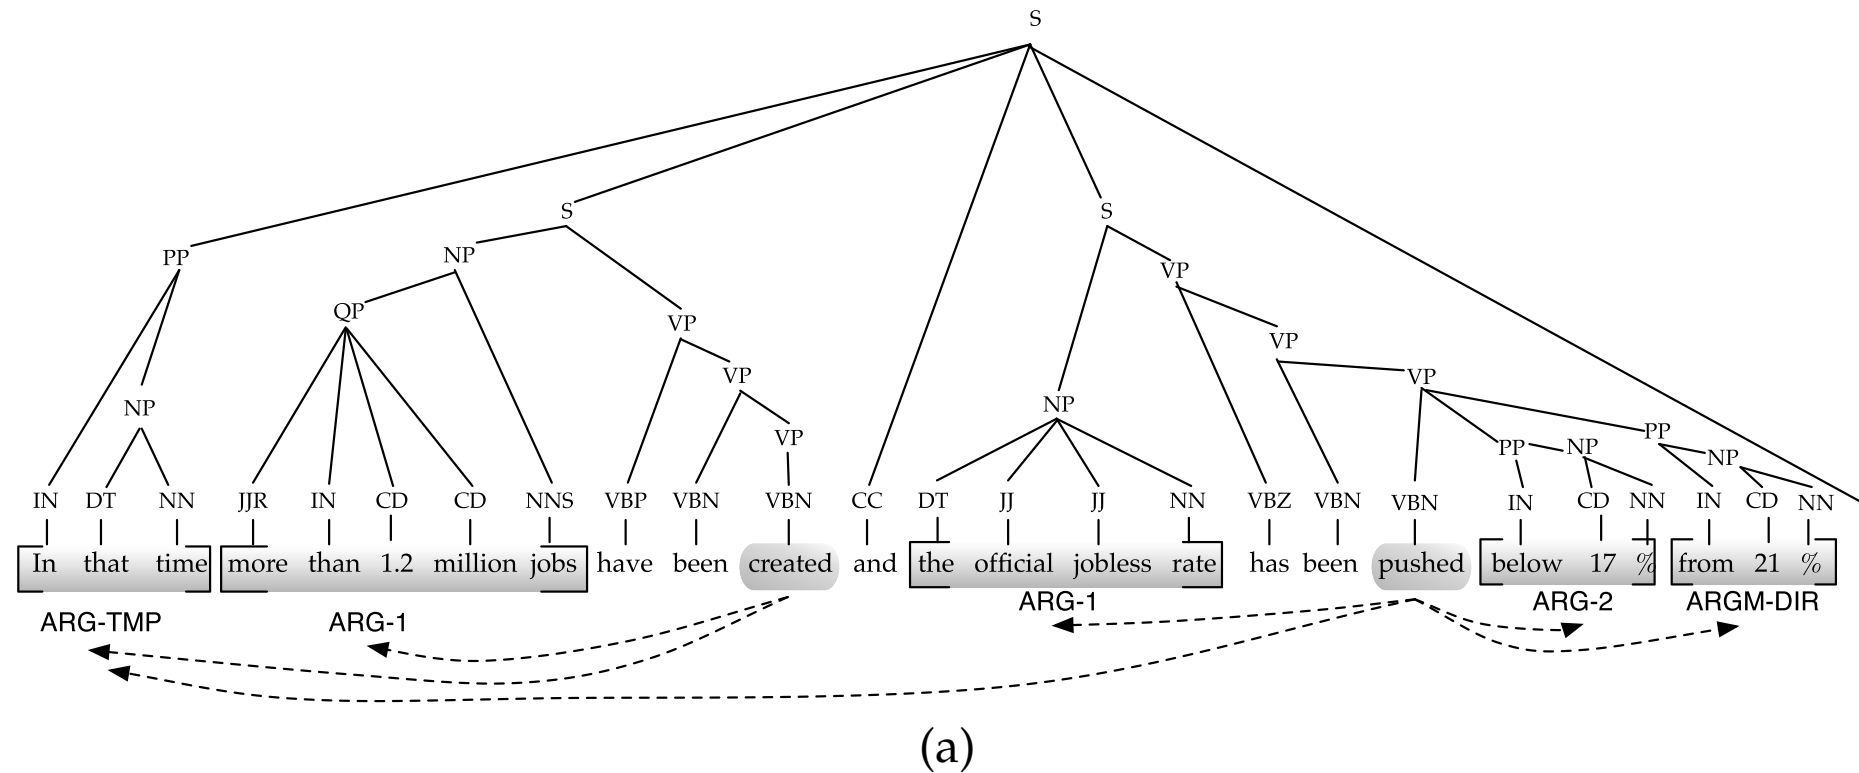 S
S S
PP NP VP
QP VP
VP VP
NP NP VP
VP PP NP PP NP
IN DT NN JJR IN CD CD NNS VBP VBN VBN CC DT JJ JJ NN VBZ VBN VBN IN CD NN IN CD NN
In that time more than 1.2 million jobs have been created and the official jobless rate has been pushed below 17 % from 21 %
ARG-TMP ARG-1 ARG-1 ARG-2 ARGM-DIR
(a)